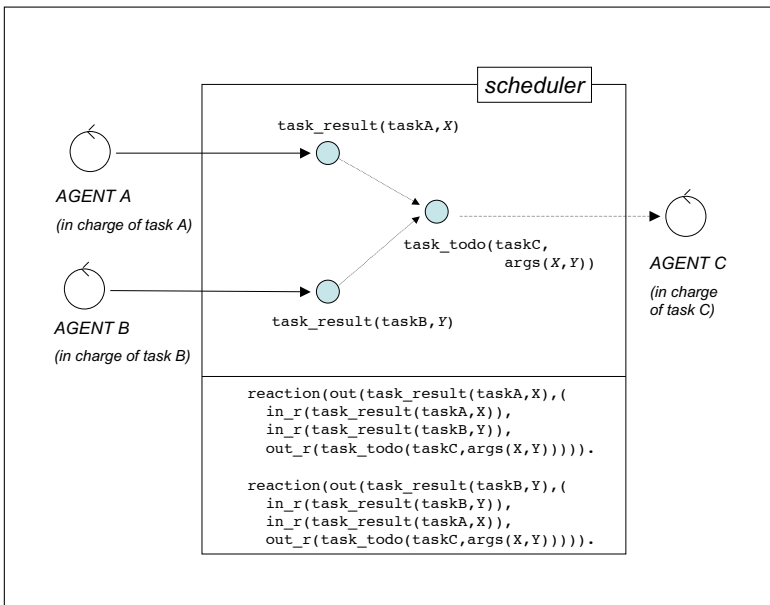 scheduler
task_result(taskA,X)
AGENT A
(in charge of task A)
task_todo(taskC,
args(X,Y))
AGENT C
(in charge
of task C)
AGENT B
(in charge of task B)
task_result(taskB,Y)
reaction(out(task_result(taskA,X),(
in_r(task_result(taskA,X)),
in_r(task_result(taskB,Y)),
out_r(task_todo(taskC,args(X,Y))))).
reaction(out(task_result(taskB,Y),(
in_r(task_result(taskB,Y)),
in_r(task_result(taskA,X)),
out_r(task_todo(taskC,args(X,Y))))).